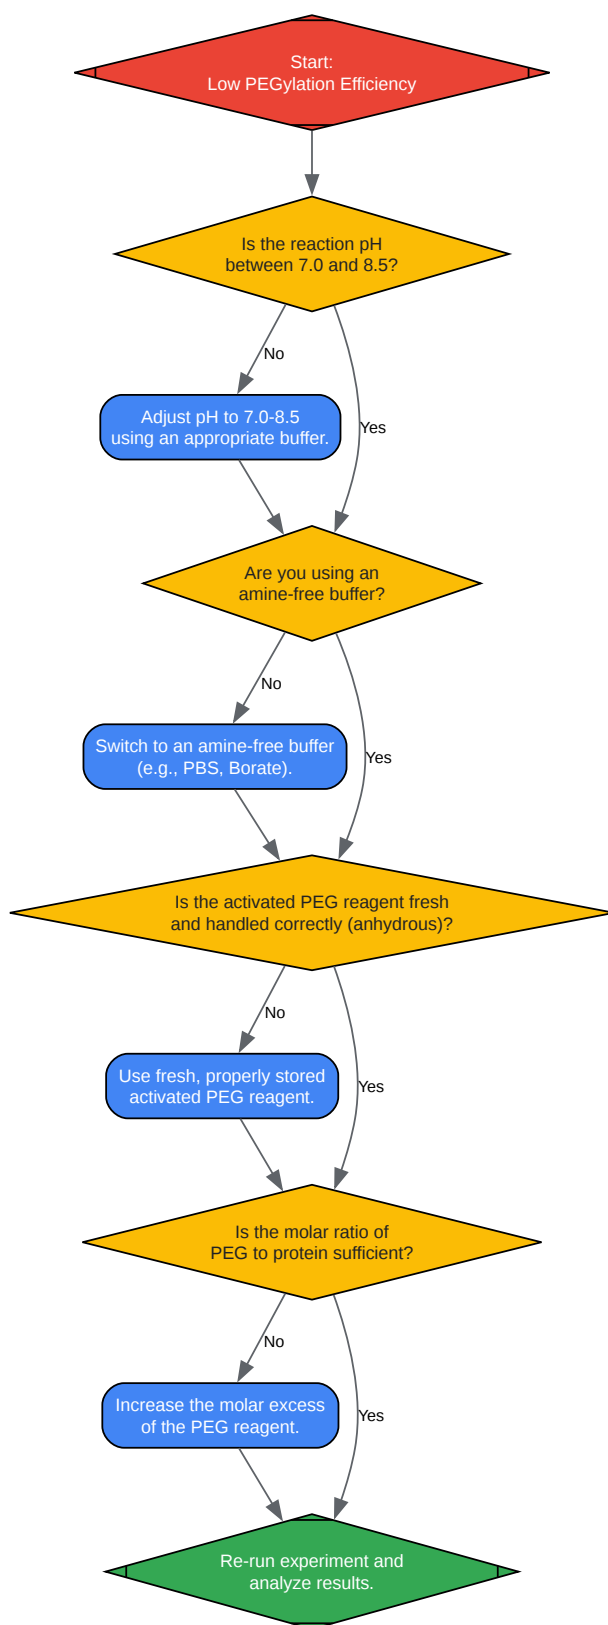 Start:
Low PEGylation Efficiency
Is the reaction pH
between 7.0 and 8.5?
No
Adjust pH to 7.0-8.5
using an appropriate buffer.
Yes
Are you using an
amine-free buffer?
No
Switch to an amine-free buffer
(e.g., PBS, Borate).
Yes
Is the activated PEG reagent fresh
and handled correctly (anhydrous)?
No
Use fresh, properly stored
activated PEG reagent.
Yes
Is the molar ratio of
PEG to protein sufficient?
No
Increase the molar excess
of the PEG reagent.
Yes
Re-run experiment and
analyze results.